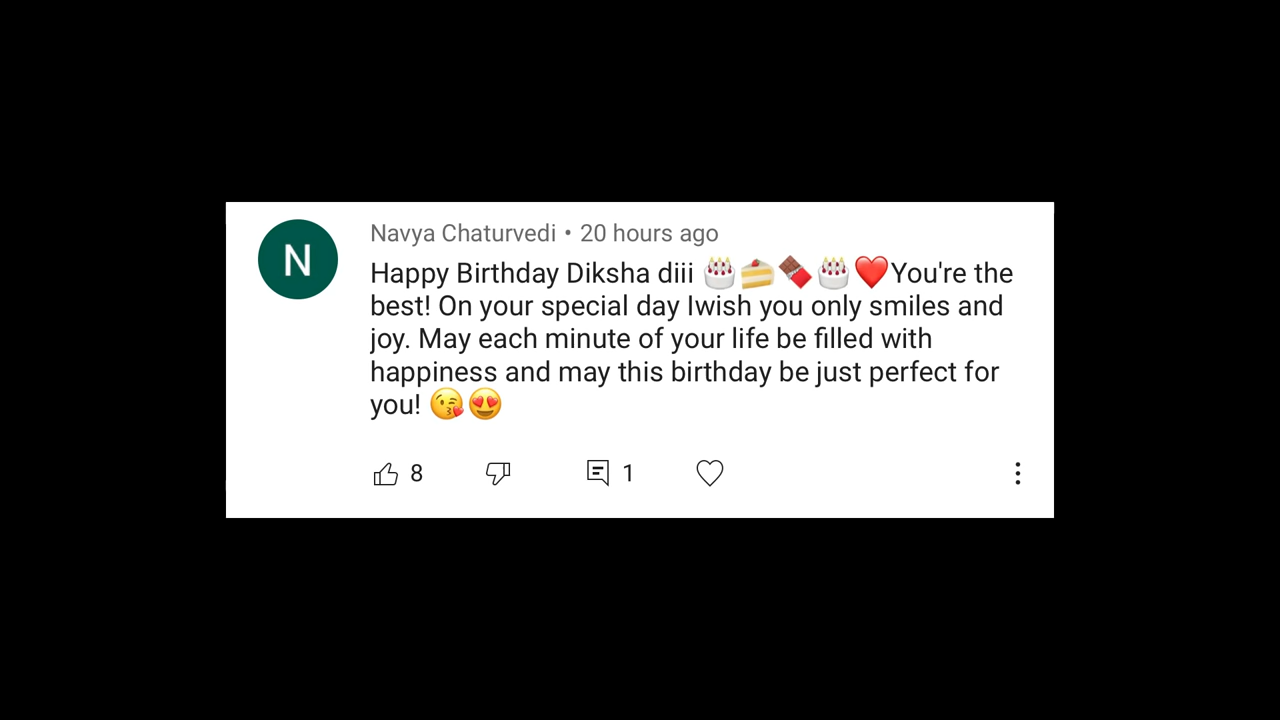 N
Navya Chaturvedi • 20 hours ago
Happy Birthday Diksha diii 🎂🍰🍫🎂❤️You're the
best! On your special day Iwish you only smiles and
joy. May each minute of your life be filled with
happiness and may this birthday be just perfect for
you! 😘😍
8 1